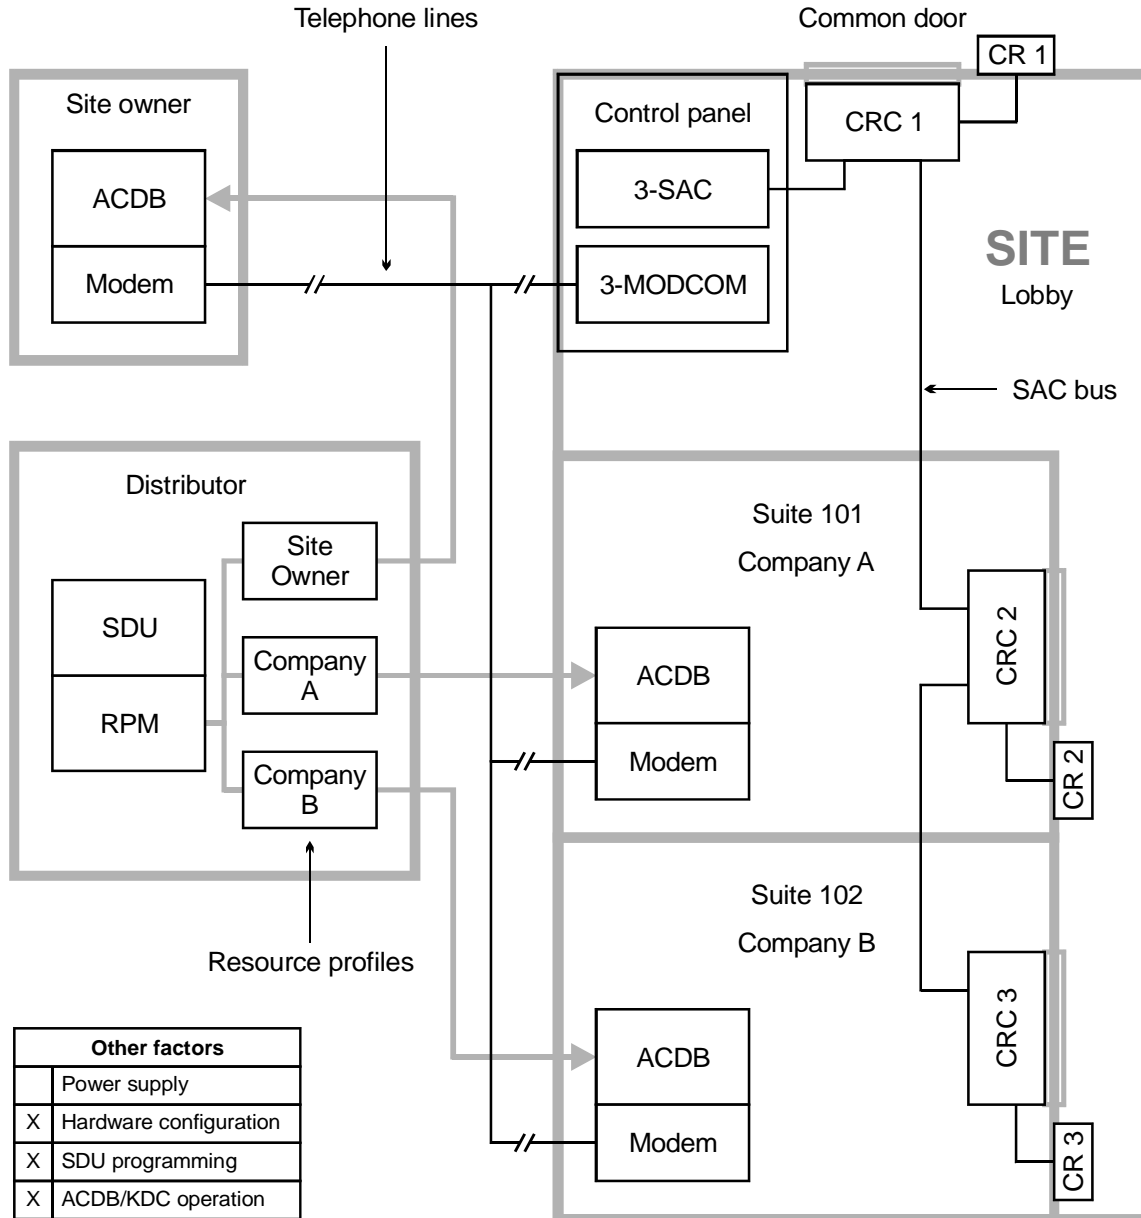 Telephone lines
Common door
CR 1
Site owner
Control panel
CRC 1
ACDB
3-SAC
SITE
Modem
3-MODCOM
Lobby
SAC bus
Distributor
Suite 101
Company A
Site
Owner
SDU
CRC 2
Company
A
ACDB
RPM
Modem
CR 2
Company
B
Suite 102
Company B
Resource profiles
CRC 3
ACDB
Modem
CR 3
Other factors
Power supply
X Hardware configuration
X SDU programming
X ACDB/KDC operation